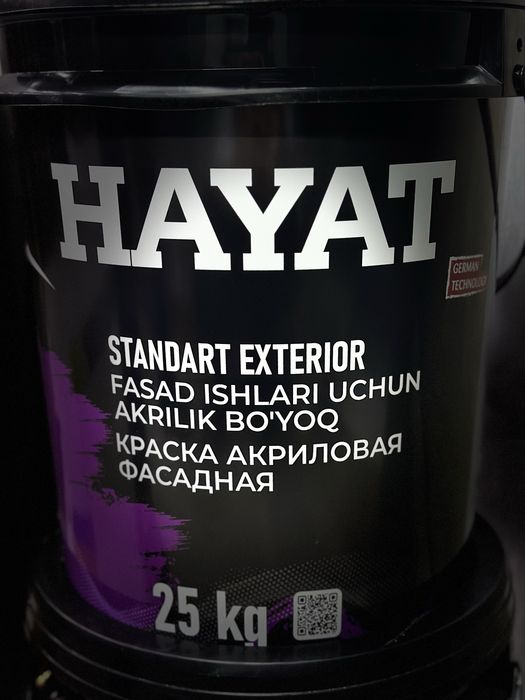 HAYAT
GERMAN
TECHNOLOGY
STANDART EXTERIOR
FASAD ISHLARI UCHUN
AKRILIK BO'YOQ
КРАСКА АКРИЛОВАЯ
ФАСАДНАЯ
25 kg